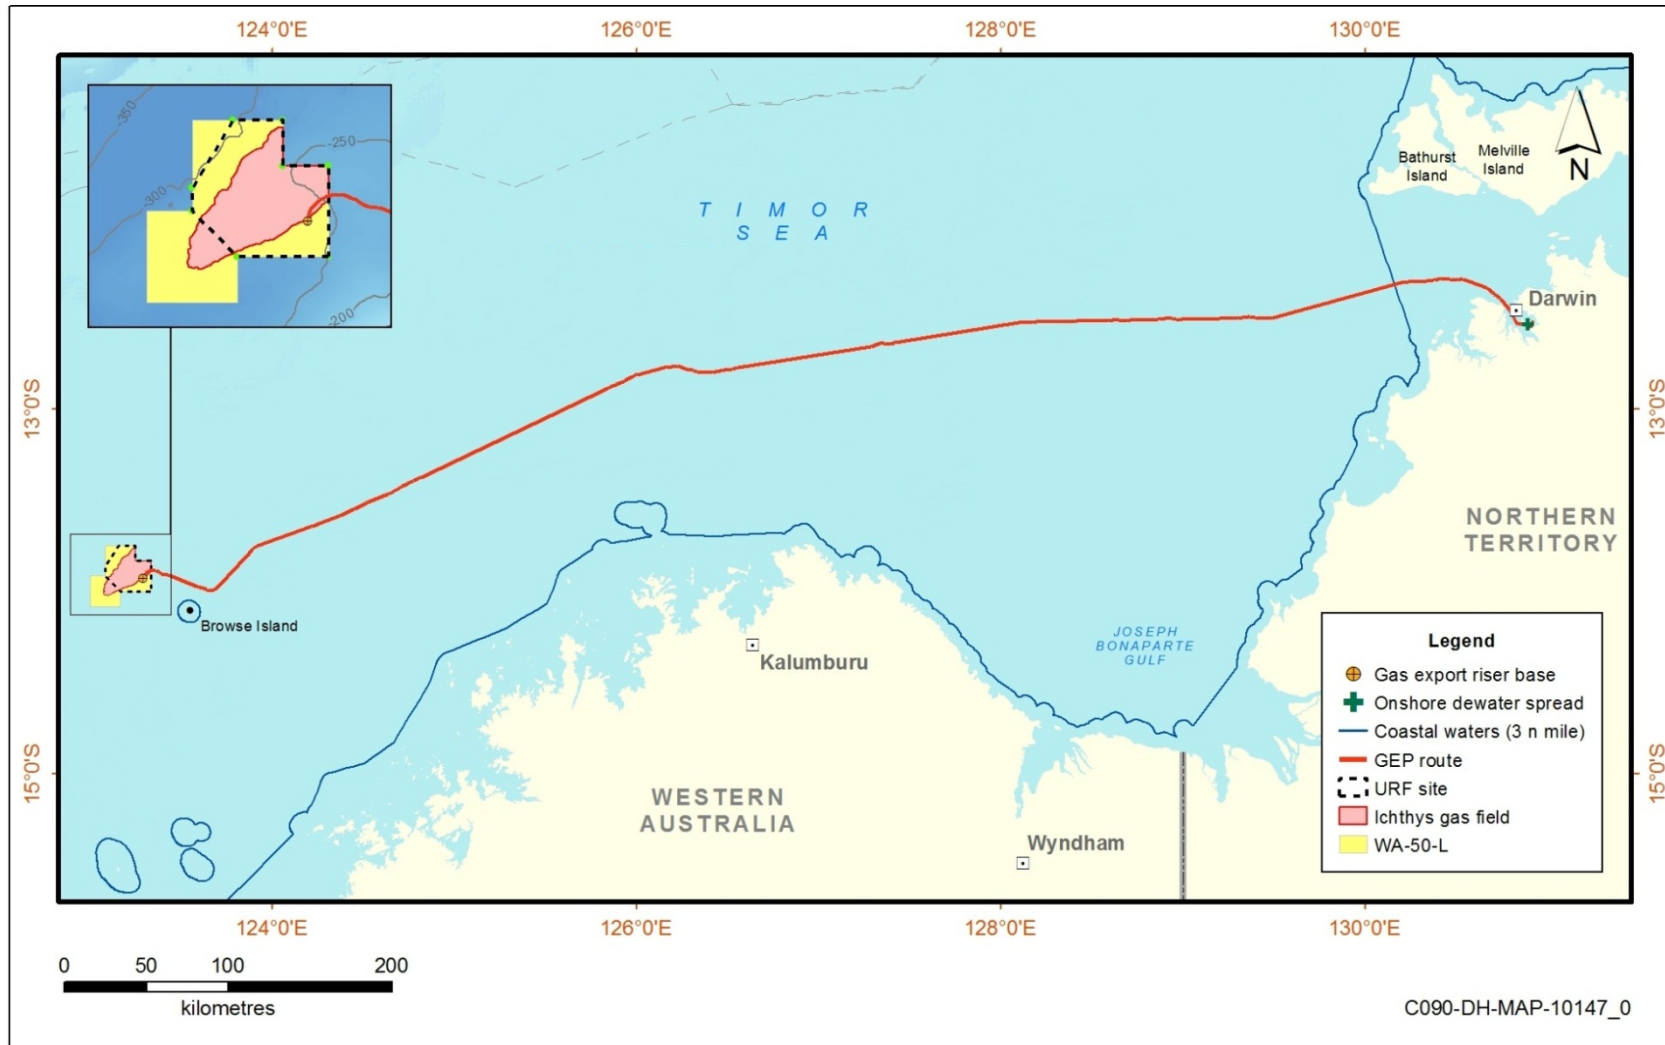 124°0'E
126°0'E
128°0'E
130°0'E
-350
-250
-300
-200
Bathurst
Island
Melville
Island
N
TIMOR
SEA
Darwin
13°0'S
13°0'S
NORTHERN
TERRITORY
Browse Island
JOSEPH
BONAPARTE
GULF
Kalumburu
Legend
Gas export riser base
Onshore dewater spread
Coastal waters (3 n mile)
GEP route
URF site
Ichthys gas field
WA-50-L
15°0'S
15°0'S
WESTERN
AUSTRALIA
Wyndham
124°0'E
126°0'E
128°0'E
130°0'E
0
50
100
200
kilometres
C090-DH-MAP-10147_0